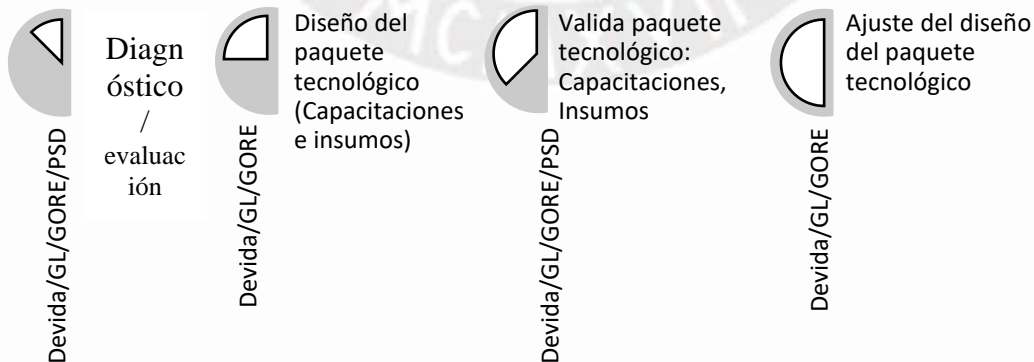 Diagn
óstico
/
evaluac
ión
Devida/GL/GORE/PSD
Diseño del
paquete
tecnológico
(Capacitaciones
e insumos)
Devida/GL/GORE
Valida paquete
tecnológico:
Capacitaciones,
Insumos
Devida/GL/GORE/PSD
Ajuste del diseño
del paquete
tecnológico
Devida/GL/GORE